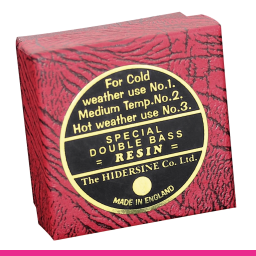 For Cold
weather use No.1.
Medium Temp.No.2.
Hot weather use No.3.
SPECIAL
DOUBLE BASS
= RESIN =
The HIDERSINE Co. Ltd.
MADE IN ENGLAND